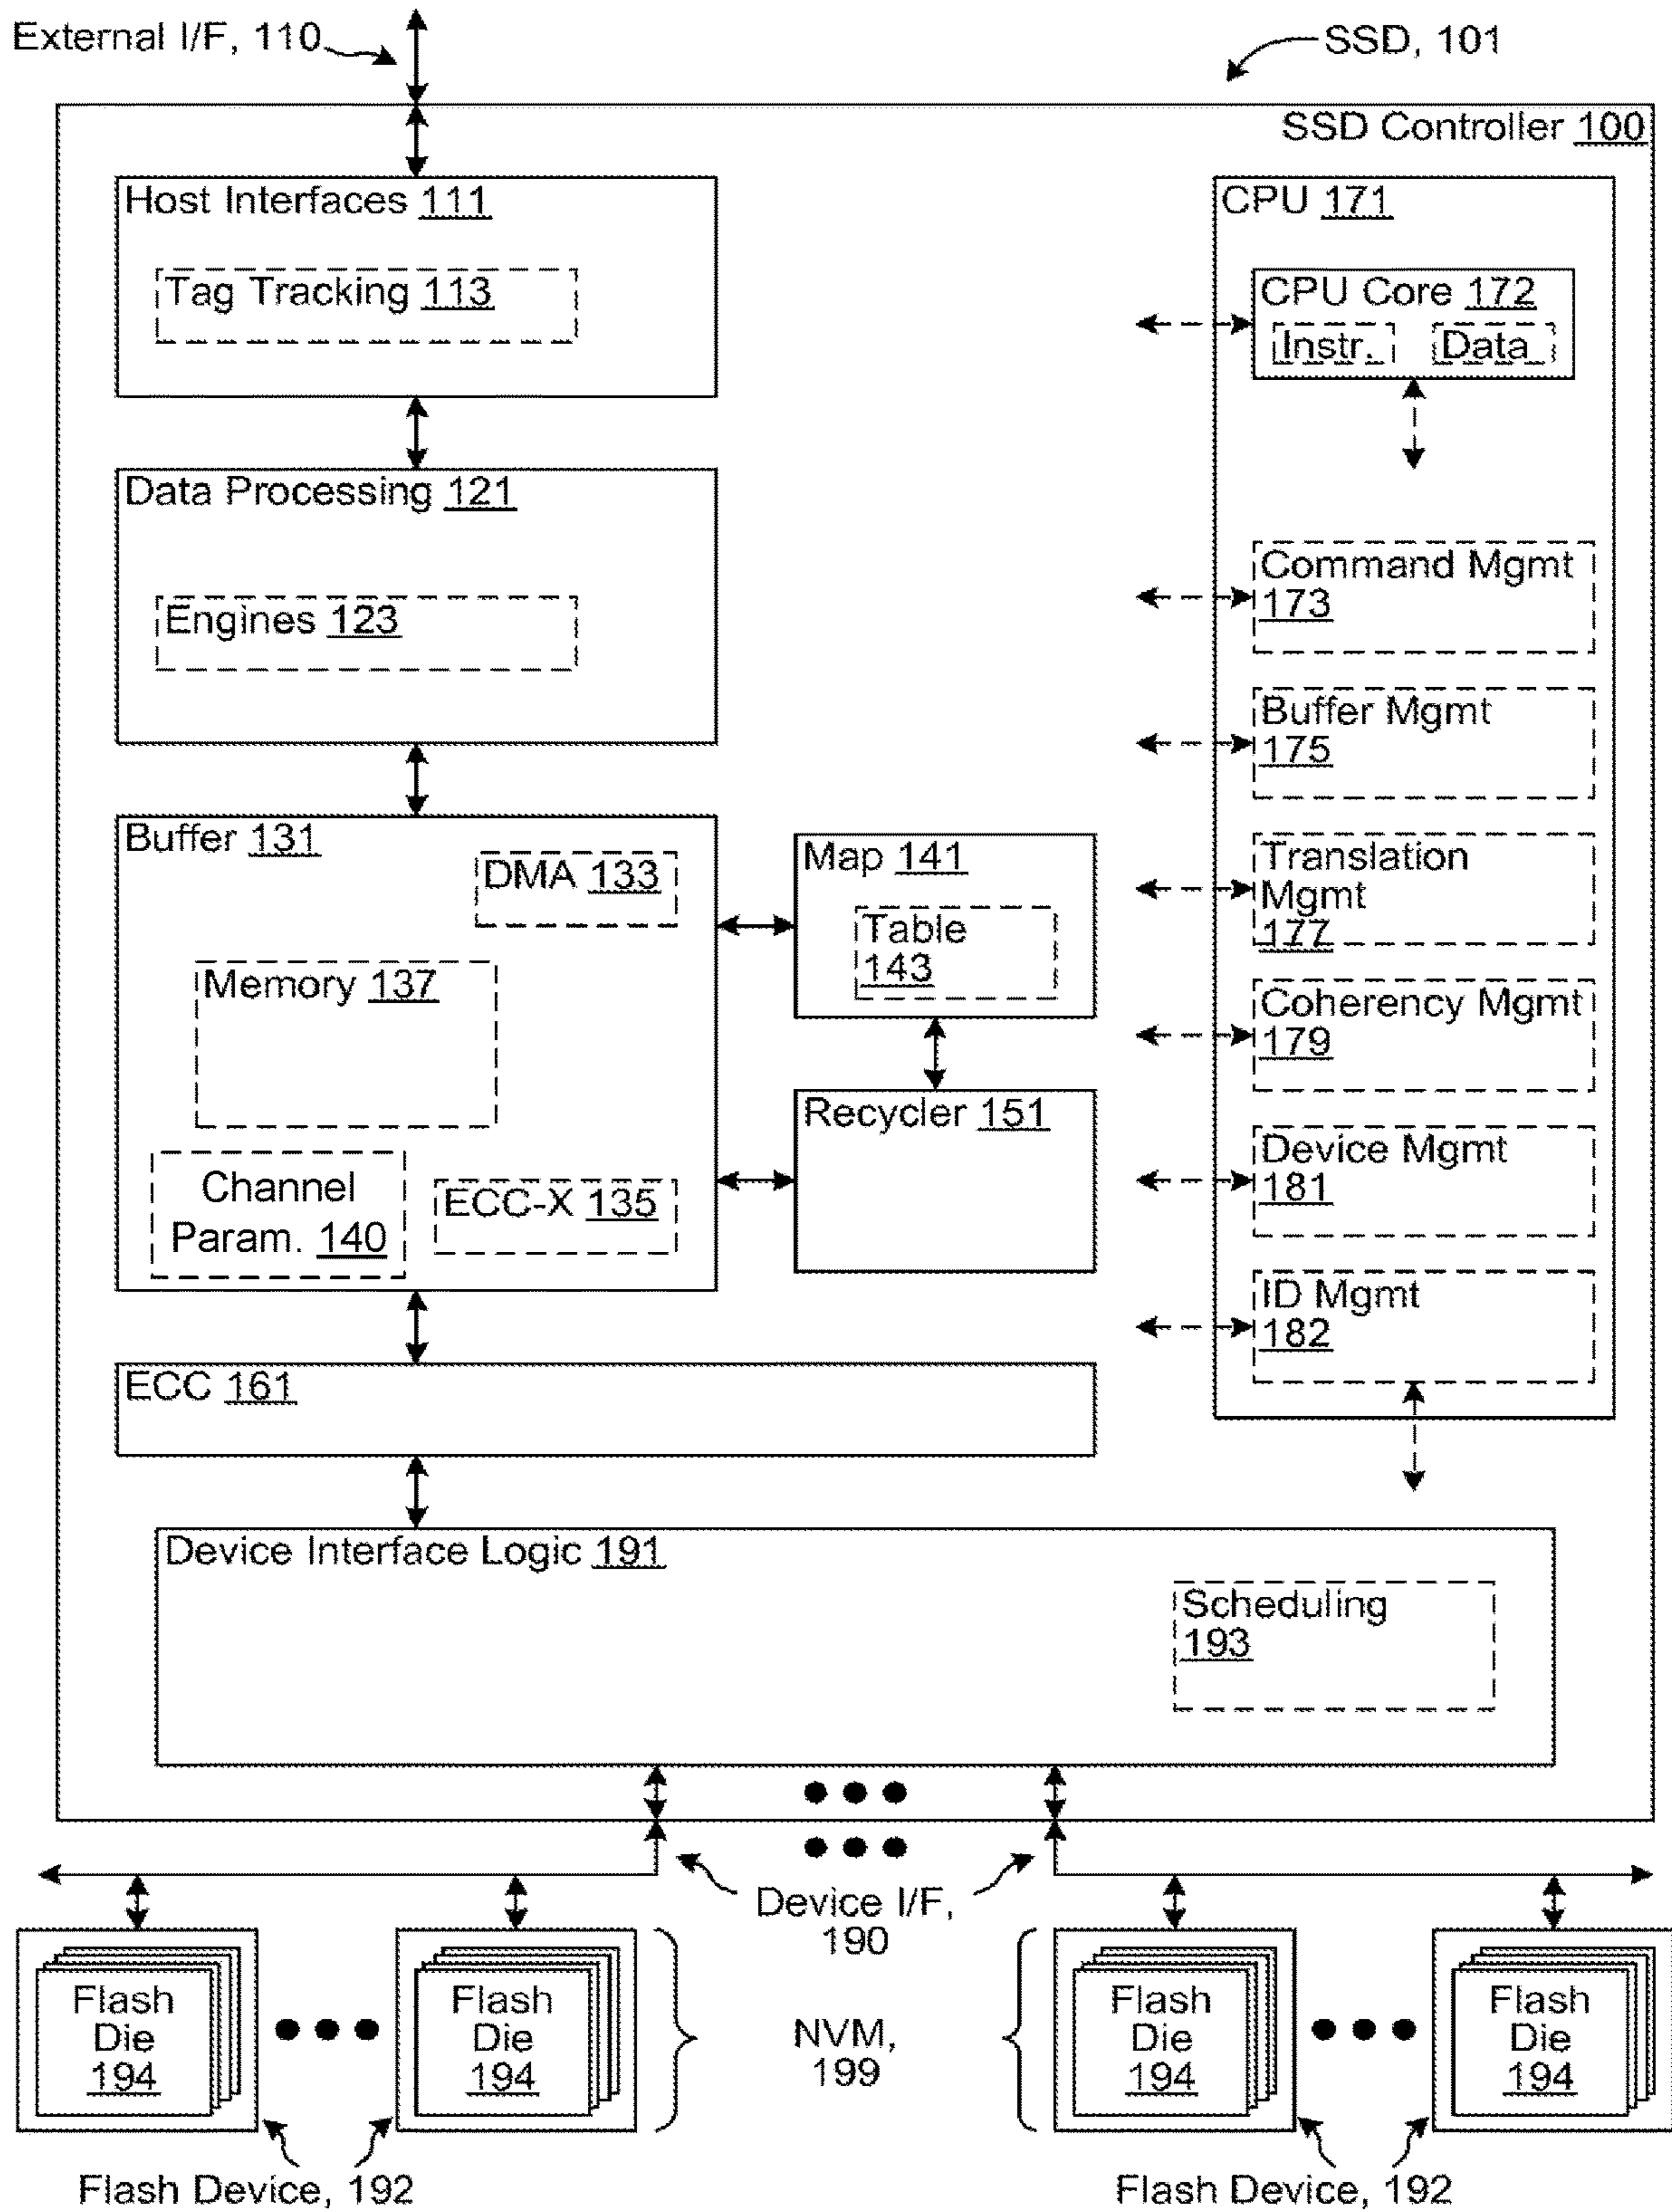 External I/F, 110
SSD, 101
SSD Controller 100
Host Interfaces 111
Tag Tracking 113
Data Processing 121
Engines 123
Buffer 131
DMA 133
Memory 137
Channel
Param. 140
ECC-X 135
Map 141
Table
143
Recycler 151
ECC 161
CPU 171
CPU Core 172
Instr. Data
Command Mgmt
173
Buffer Mgmt
175
Translation
Mgmt
177
Coherency Mgmt
179
Device Mgmt
181
ID Mgmt
182
Device Interface Logic 191
Scheduling
193
Device I/F,
190
Flash
Die
194
Flash
Die
194
NVM,
199
Flash
Die
194
Flash
Die
194
Flash Device, 192
Flash Device, 192